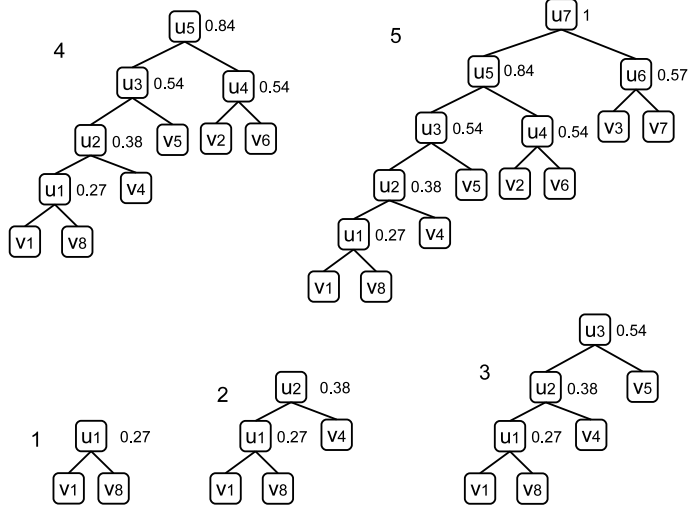 4
u5 0.84
u3 0.54 u4 0.54
u2 0.38 v5 v2 v6
u1 0.27 v4
v1 v8
5
u7 1
u5 0.84 u6 0.57
u3 0.54 u4 0.54 v3 v7
u2 0.38 v5 v2 v6
u1 0.27 v4
v1 v8
1
u1 0.27
v1 v8
2
u2 0.38
u1 0.27 v4
v1 v8
3
u3 0.54
u2 0.38 v5
u1 0.27 v4
v1 v8